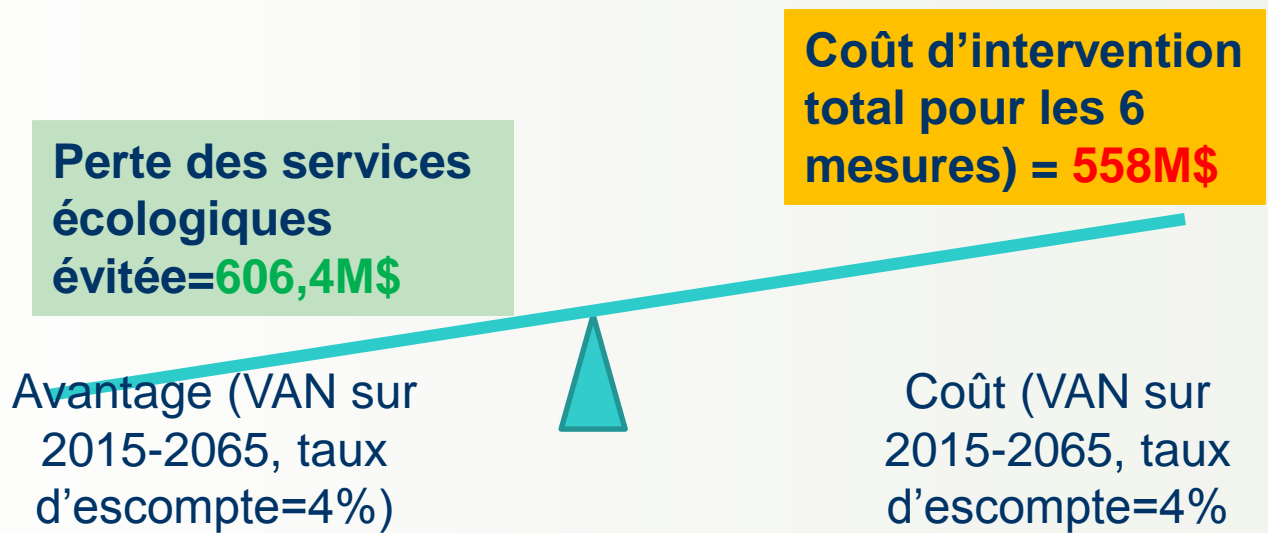 Coût d’intervention
total pour les 6
mesures) = 558M$
Perte des services
écologiques
évitée=606,4M$
Avantage (VAN sur
2015-2065, taux
d’escompte=4%)
Coût (VAN sur
2015-2065, taux
d’escompte=4%